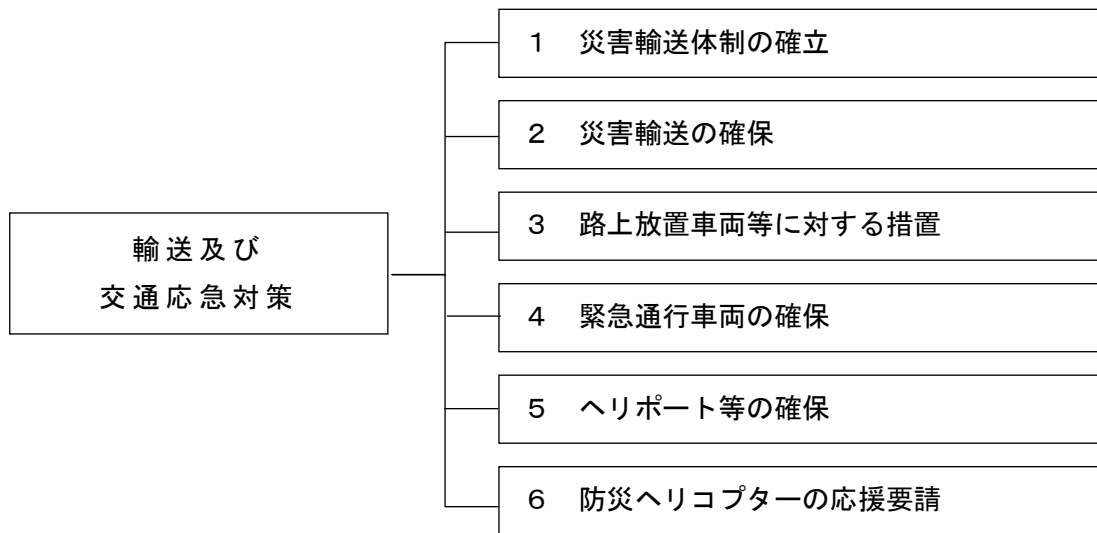 輸送及び
交通応急対策
１　災害輸送体制の確立
２　災害輸送の確保
３　路上放置車両等に対する措置
４　緊急通行車両の確保
５　ヘリポート等の確保
６　防災ヘリコプターの応援要請